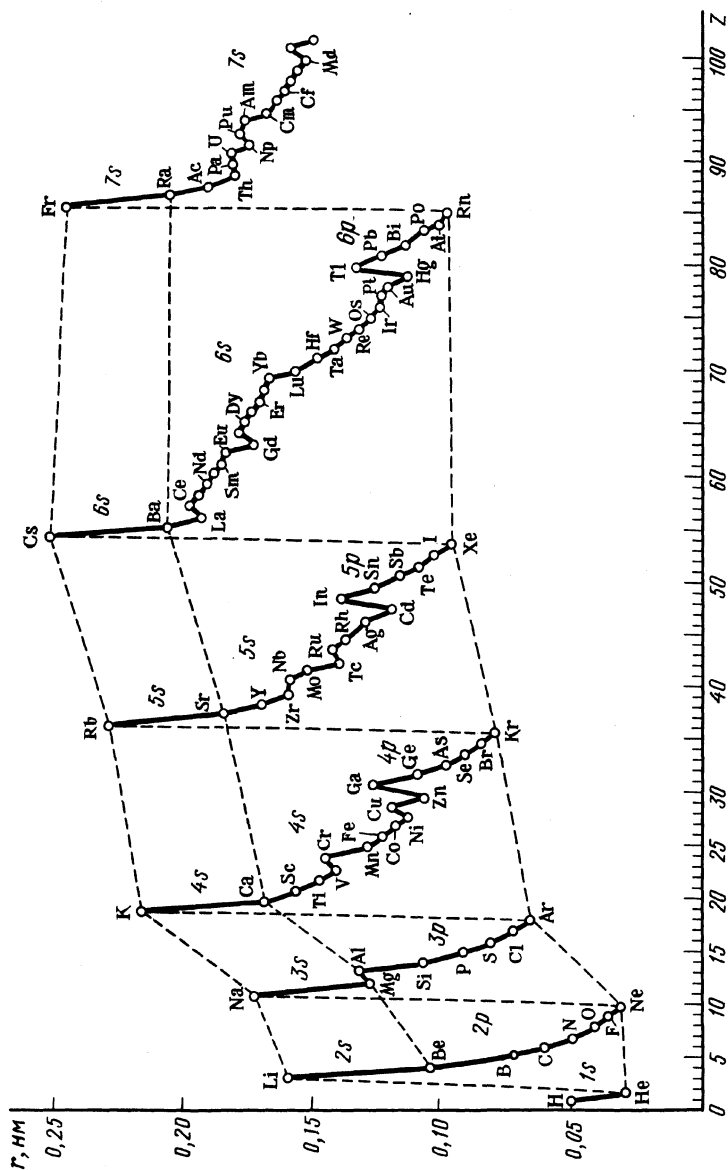 r, нм
0,25
0,20
0,15
0,10
0,05
0
5
10
15
20
25
30
40
50
60
70
80
90
100
Z
H
He
1s
Li
2s
Be
B
2p
C
N
O
F
Ne
Na
3s
Mg
Al
Si
3p
P
S
Cl
Ar
K
4s
Ca
Sc
Ti
4s
V
Cr
Mn
Fe
Co
Ni
Cu
Zn
Ga
4p
Ge
As
Se
Br
Kr
Rb
5s
Sr
Y
Zr
5s
Nb
Mo
Tc
Ru
Rh
Ag
Cd
In
5p
Sn
Sb
Te
I
Xe
Cs
6s
Ba
La
Ce
Nd
Sm
Eu
Gd
Dy
Er
6s
Yb
Lu
Hf
Ta
W
Re
Os
Ir
Pt
Au
Hg
Tl
6p
Pb
Bi
Po
At
Rn
Fr
7s
Ra
Ac
Th
Pa
U
Np
Pu
Am
7s
Cm
Cf
Md